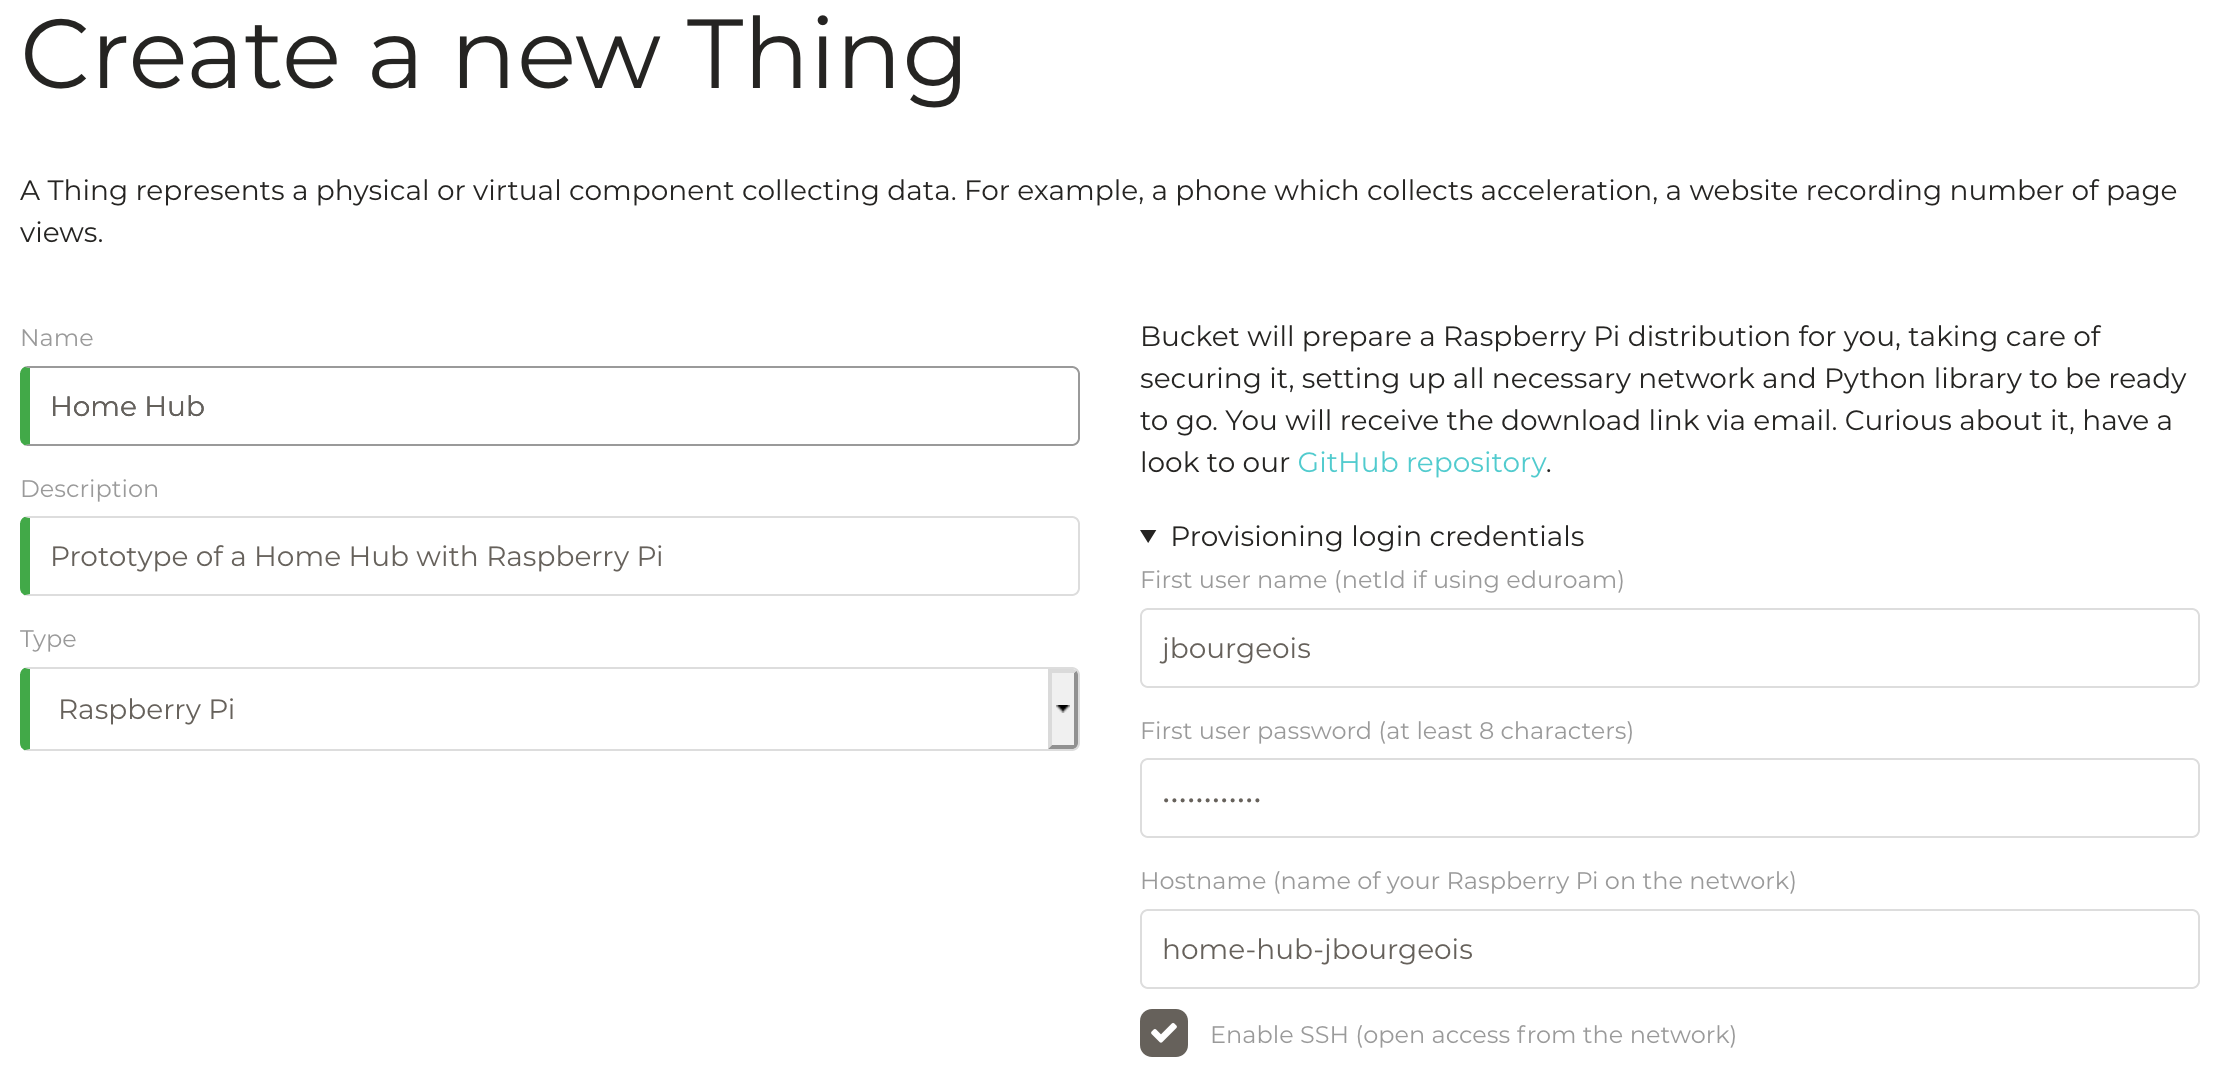 Create a new Thing
A Thing represents a physical or virtual component collecting data. For example, a phone which collects acceleration, a website recording number of page
views.
Name
Home Hub
Description
Prototype of a Home Hub with Raspberry Pi
Type
Raspberry Pi
Bucket will prepare a Raspberry Pi distribution for you, taking care of
securing it, setting up all necessary network and Python library to be ready
to go. You will receive the download link via email. Curious about it, have a
look to our GitHub repository.
Provisioning login credentials
First user name (netId if using eduroam)
jbourgeois
First user password (at least 8 characters)
••••••••••••
Hostname (name of your Raspberry Pi on the network)
home-hub-jbourgeois
Enable SSH (open access from the network)